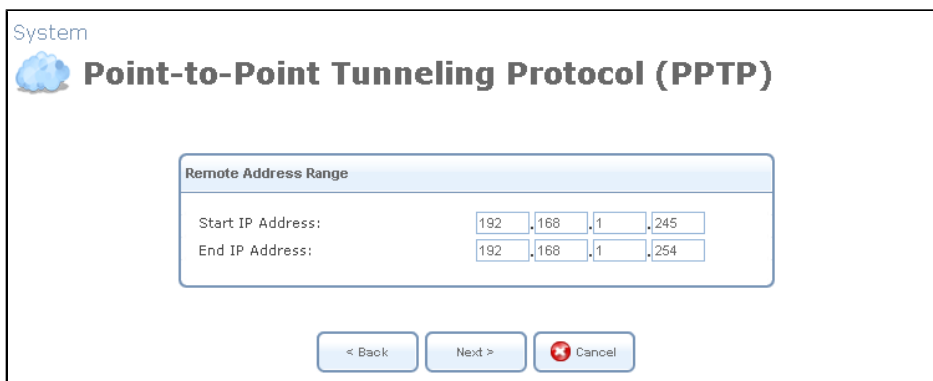 System
Point-to-Point Tunneling Protocol (PPTP)
Remote Address Range
Start IP Address: 192 .168 .1 .245
End IP Address: 192 .168 .1 .254
< Back Next > Cancel